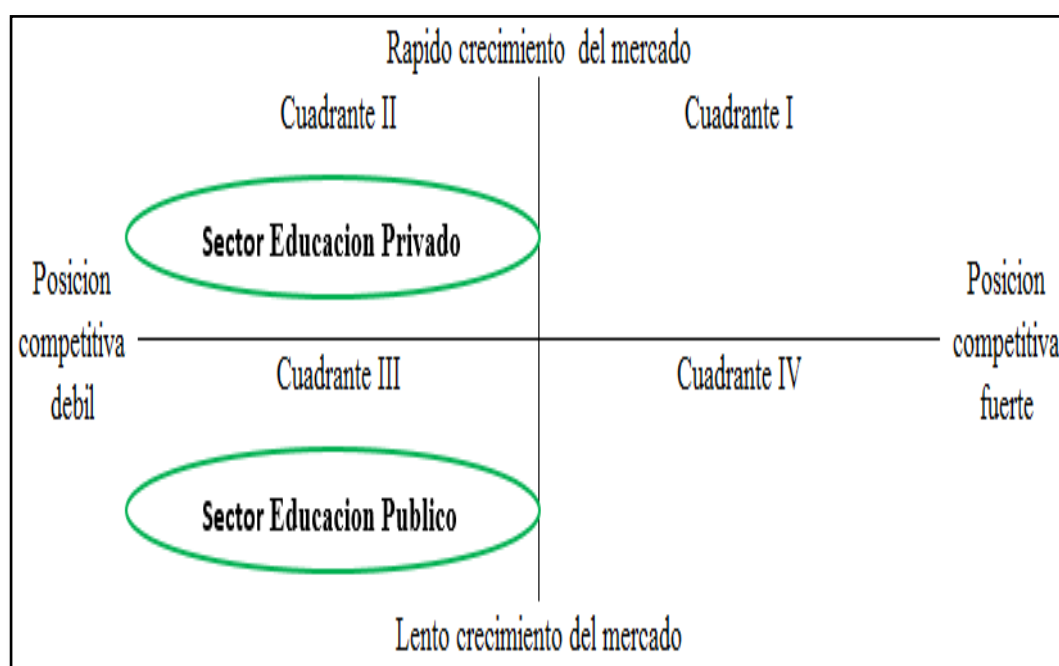 Rapido crecimiento del mercado
Cuadrante II
Cuadrante I
Sector Educacion Privado
Posicion
competitiva
debil
Posicion
competitiva
fuerte
Cuadrante III
Cuadrante IV
Sector Educacion Publico
Lento crecimiento del mercado